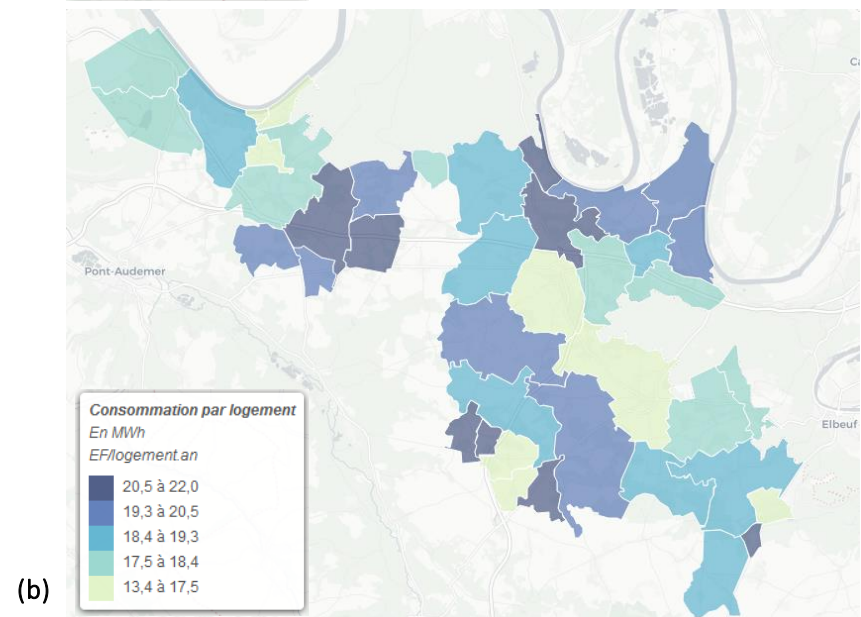 Ca
Pont-Audemer
Elbeuf
Consommation par logement
En MWh
EF/logement.an
20,5 à 22,0
19,3 à 20,5
18,4 à 19,3
17,5 à 18,4
13,4 à 17,5
(b)